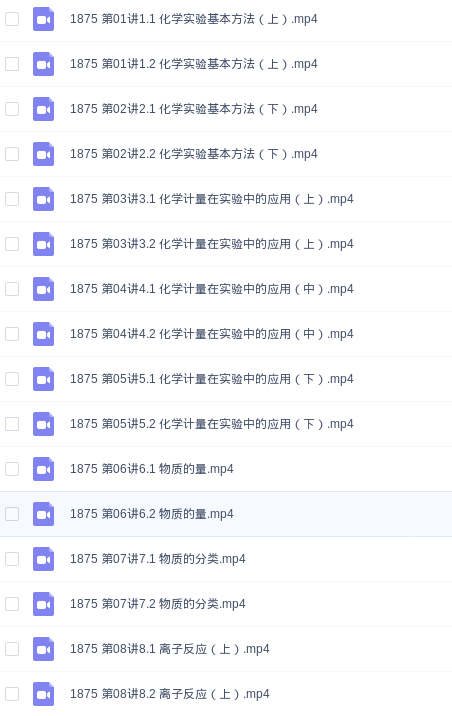 1875 第01讲1.1 化学实验基本方法（上）.mp4
1875 第01讲1.2 化学实验基本方法（上）.mp4
1875 第02讲2.1 化学实验基本方法（下）.mp4
1875 第02讲2.2 化学实验基本方法（下）.mp4
1875 第03讲3.1 化学计量在实验中的应用（上）.mp4
1875 第03讲3.2 化学计量在实验中的应用（上）.mp4
1875 第04讲4.1 化学计量在实验中的应用（中）.mp4
1875 第04讲4.2 化学计量在实验中的应用（中）.mp4
1875 第05讲5.1 化学计量在实验中的应用（下）.mp4
1875 第05讲5.2 化学计量在实验中的应用（下）.mp4
1875 第06讲6.1 物质的量.mp4
1875 第06讲6.2 物质的量.mp4
1875 第07讲7.1 物质的分类.mp4
1875 第07讲7.2 物质的分类.mp4
1875 第08讲8.1 离子反应（上）.mp4
1875 第08讲8.2 离子反应（上）.mp4